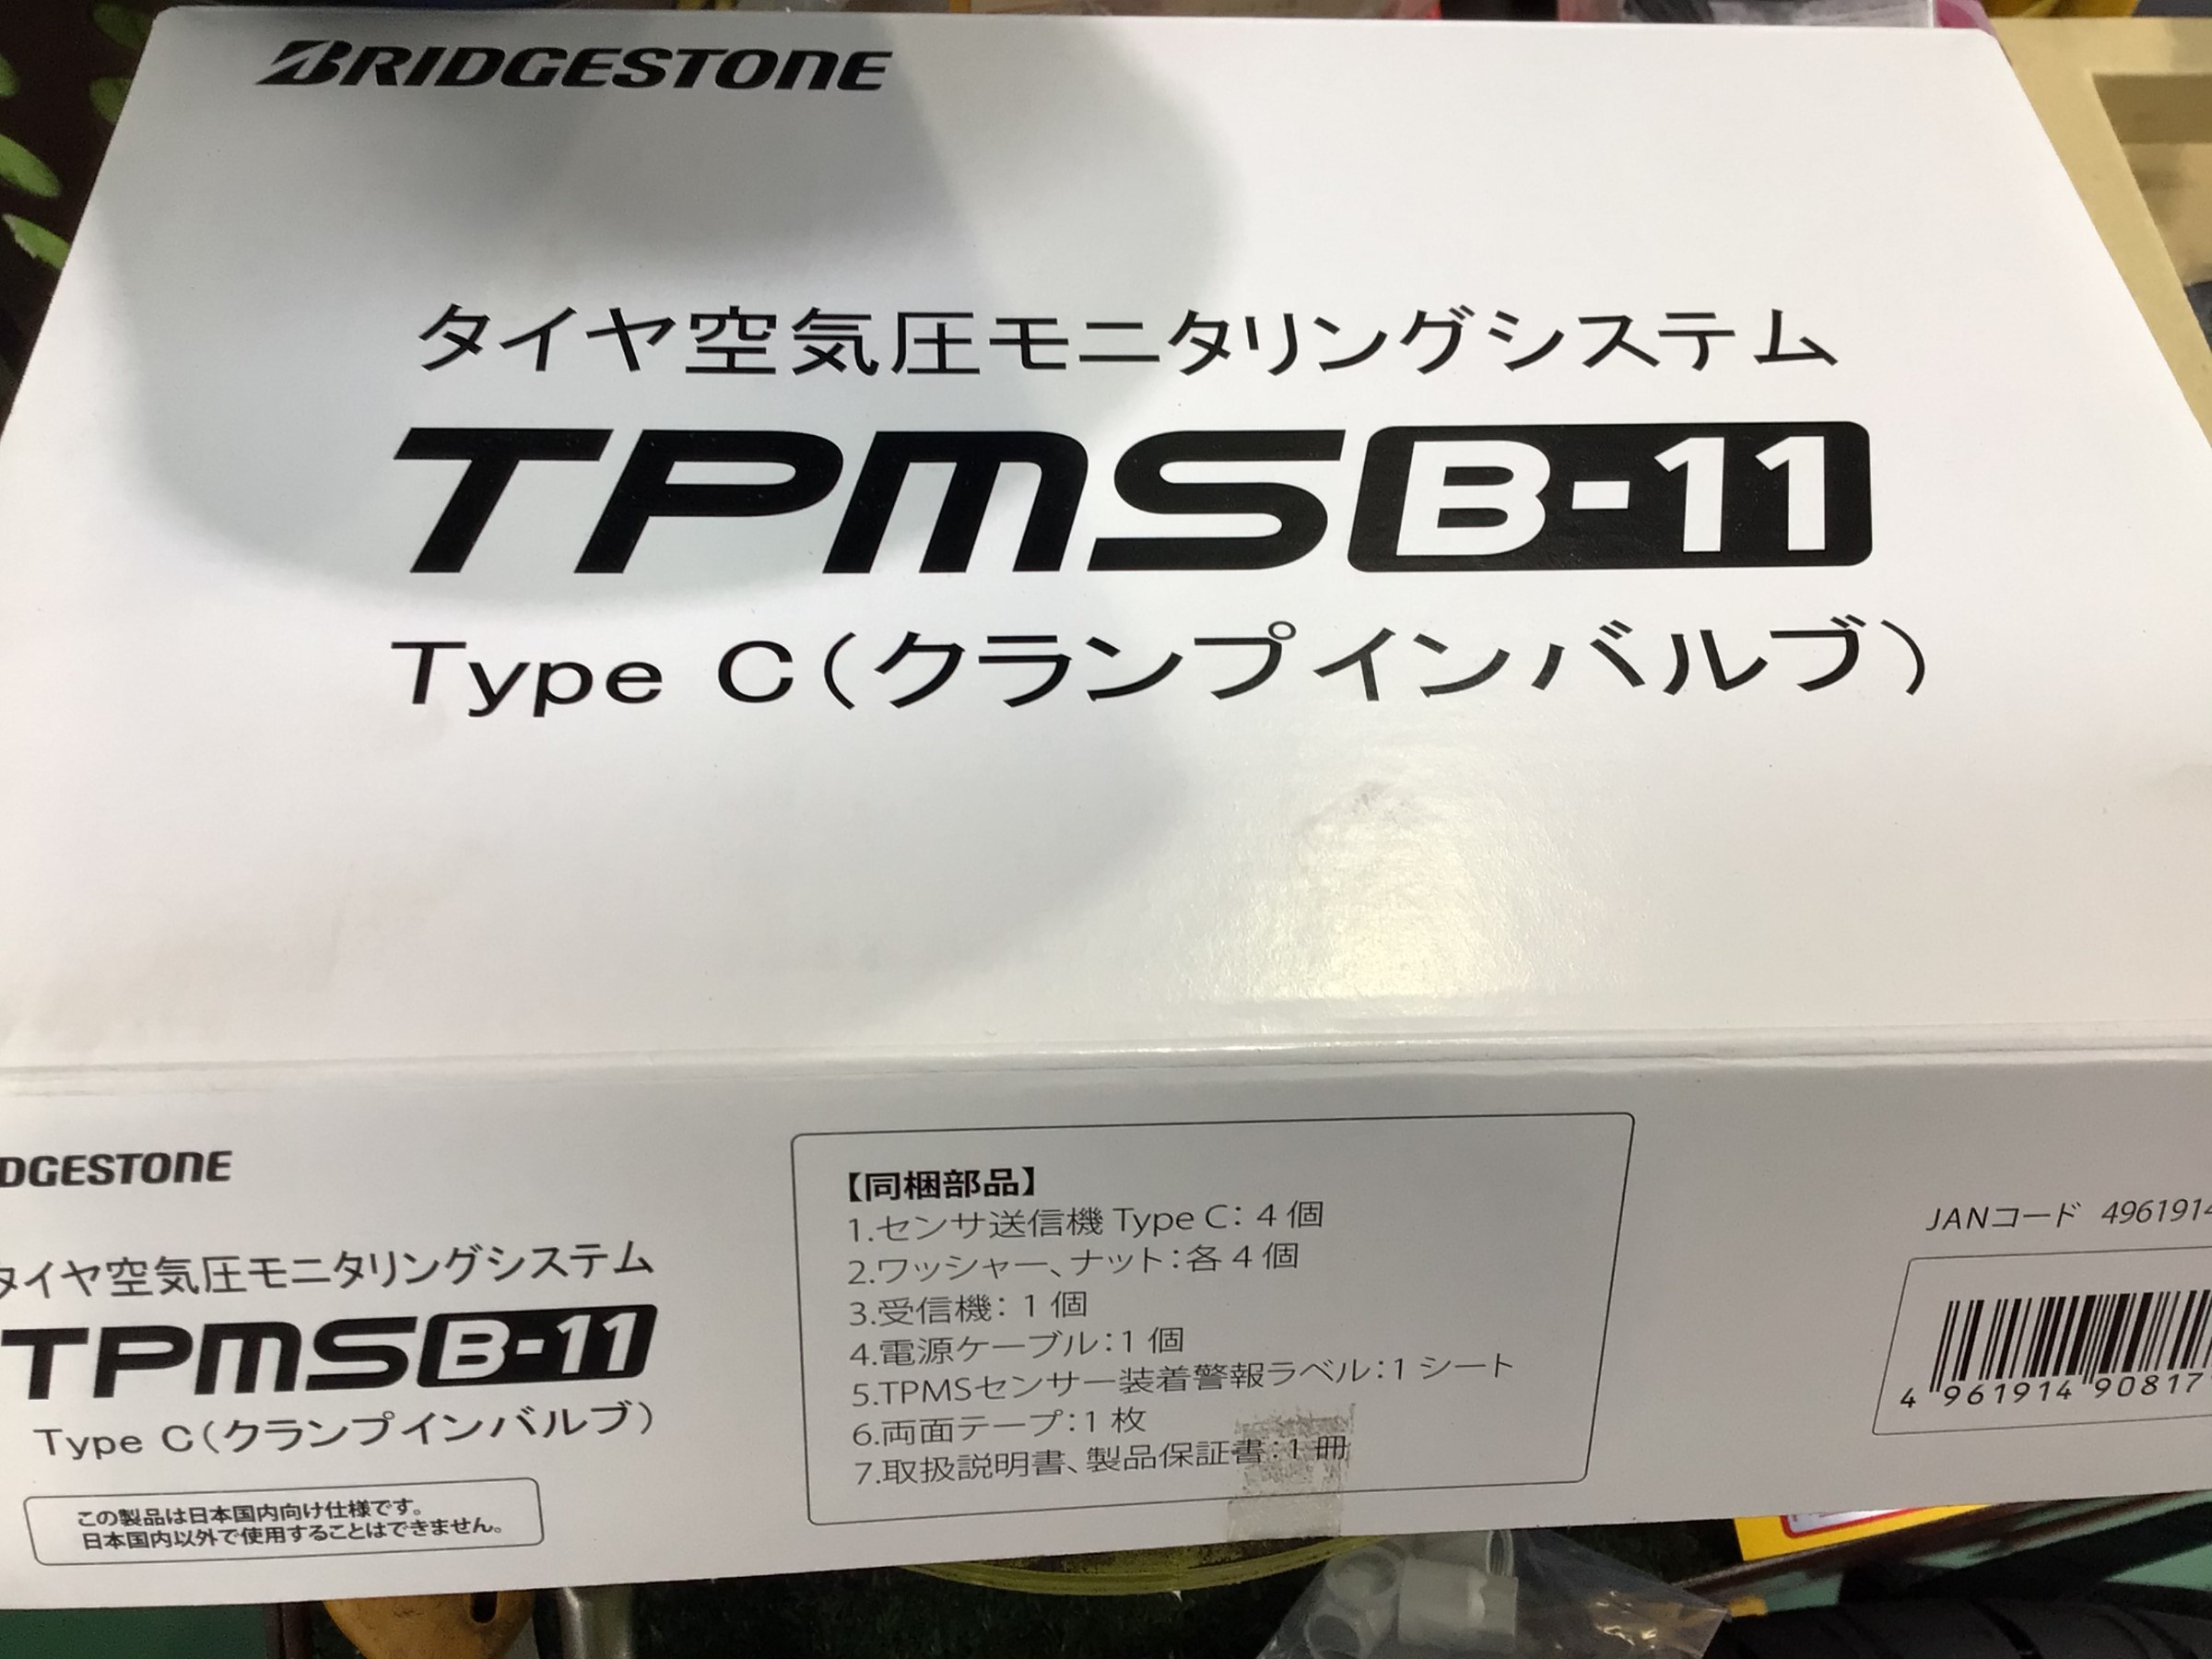 BRIDGESTONE
タイヤ空気圧モニタリングシステム
TPMS B-11
Type C(クランプインバルブ)
DGESTONE
タイヤ空気圧モニタリングシステム
TPMS B-11
Type C(クランプインバルブ)
この製品は日本国内向け仕様です。
日本国内以外で使用することはできません。
【同梱部品】
1.センサ送信機 Type C: 4 個
2.ワッシャー、ナット:各 4 個
3.受信機: 1 個
4.電源ケーブル:1 個
5.TPMSセンサー装着警報ラベル:1 シート
6.両面テープ:1 枚
7.取扱説明書、製品保証書:1 冊
JANコード 4961914
4 961914 90817